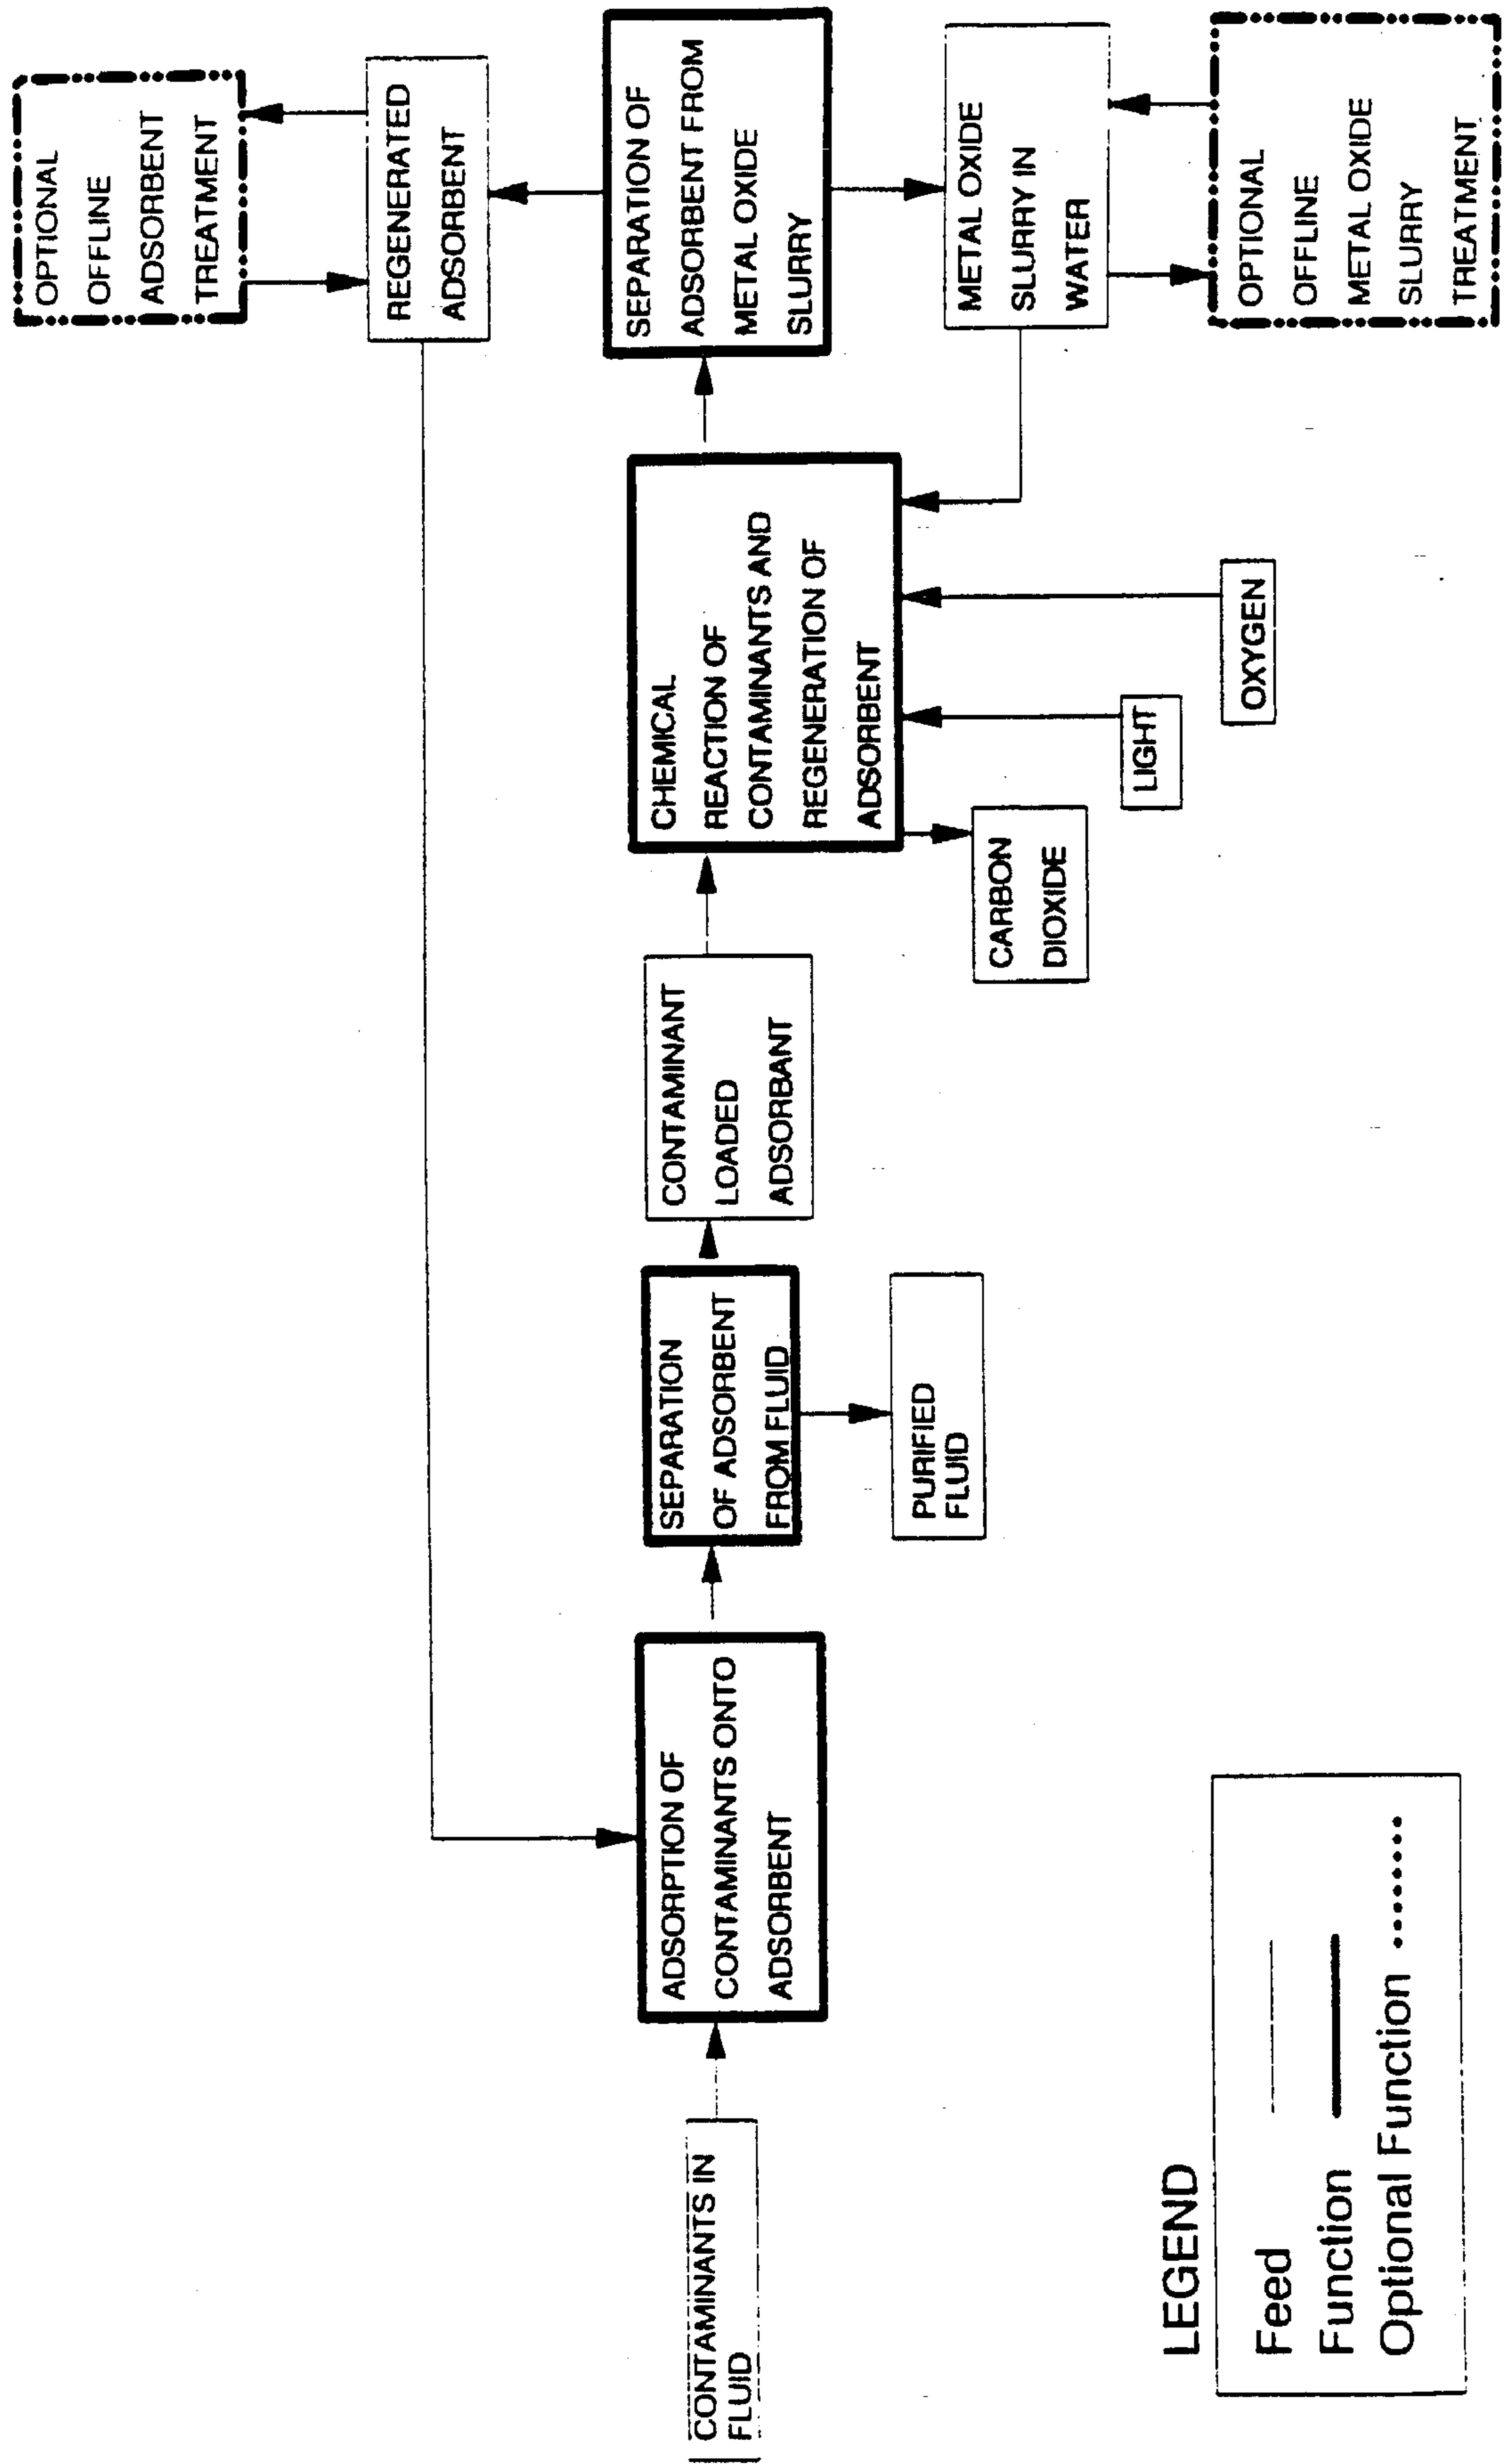 OPTIONAL
OFFLINE
ADSORBENT
TREATMENT
REGENERATED
ADSORBENT
CONTAMINANTS IN
FLUID
ADSORPTION OF
CONTAMINANTS ONTO
ADSORBENT
SEPARATION
OF ADSORBENT
FROM FLUID
PURIFIED
FLUID
CONTAMINANT
LOADED
ADSORBANT
CHEMICAL
REACTION OF
CONTAMINANTS AND
REGENERATION OF
ADSORBENT
CARBON
DIOXIDE
LIGHT
OXYGEN
SEPARATION OF
ADSORBENT FROM
METAL OXIDE
SLURRY
METAL OXIDE
SLURRY IN
WATER
OPTIONAL
OFFLINE
METAL OXIDE
SLURRY
TREATMENT
LEGEND
Feed
Function
Optional Function